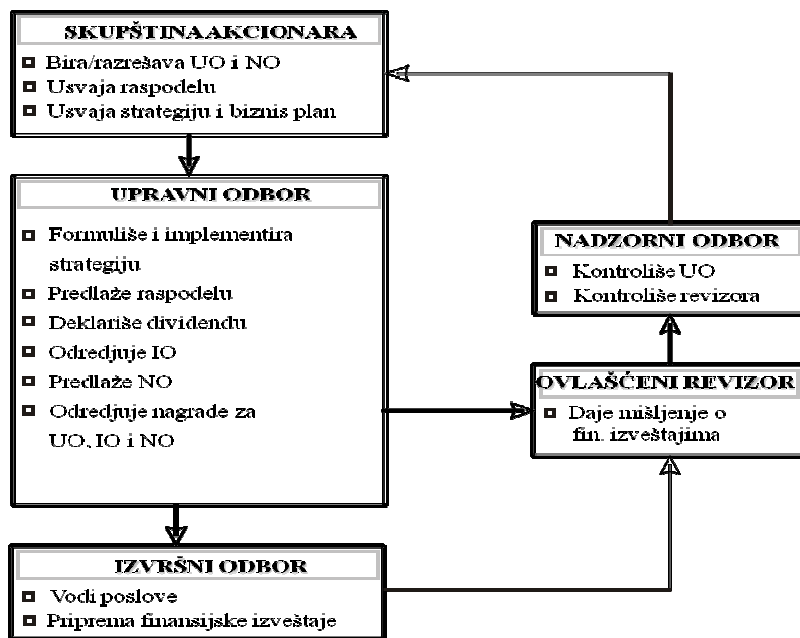 SKUPŠTINA AKCIONARA
Bira/razrešava UO i NO
Usvaja raspodelu
Usvaja strategiju i biznis plan
UPRAVNI ODBOR
Formuliše i implementira
strategiju
Predlaže raspodelu
Deklariše dividendu
Odredjuje IO
Predlaže NO
Odredjuje nagrade za
UO, IO i NO
NADZORNI ODBOR
Kontroliše UO
Kontroliše revizora
OVLAŠĆENI REVIZOR
Daje mišljenje o
fin. izveštajima
IZVRŠNI ODBOR
Vodi poslove
Priprema finansijske izveštaje